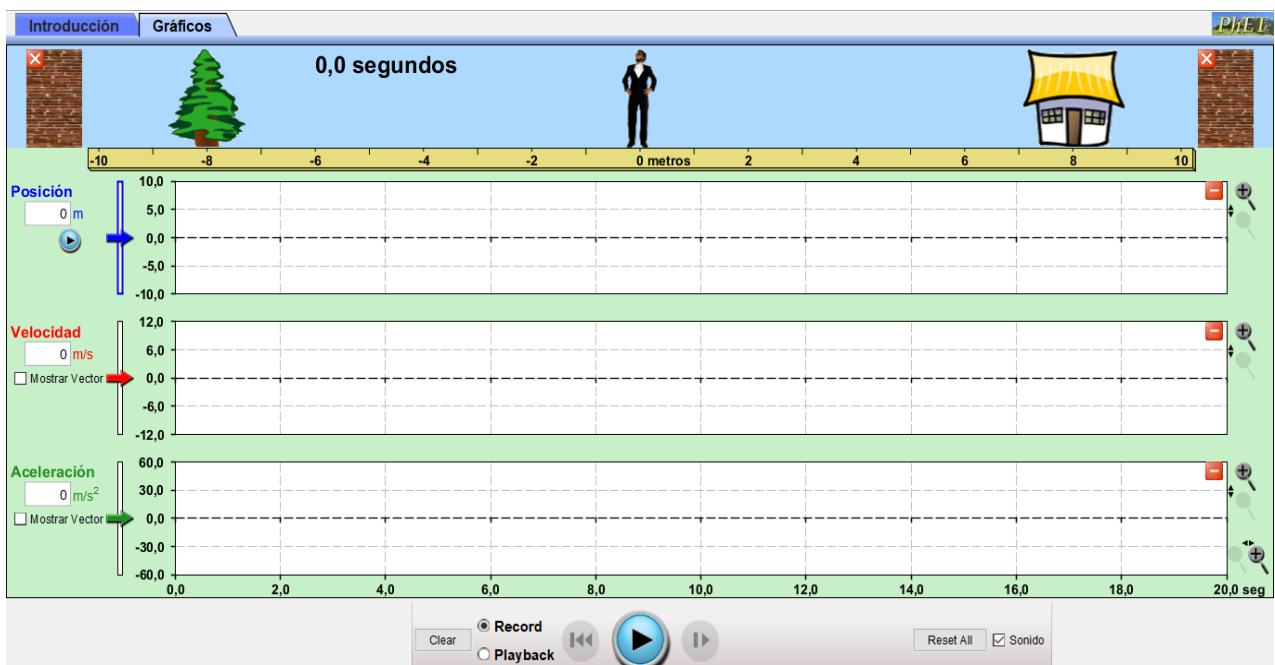 Introducción
Gráficos
PhET
0,0 segundos
-10 -8 -6 -4 -2 0 metros 2 4 6 8 10
Posición
0 m
10,0
5,0
0,0
-5,0
-10,0
Velocidad
0 m/s
Mostrar Vector
12,0
6,0
0,0
-6,0
-12,0
Aceleración
0 m/s²
Mostrar Vector
60,0
30,0
0,0
-30,0
-60,0
0,0 2,0 4,0 6,0 8,0 10,0 12,0 14,0 16,0 18,0 20,0 seg
Clear
Record
Playback
Reset All
Sonido